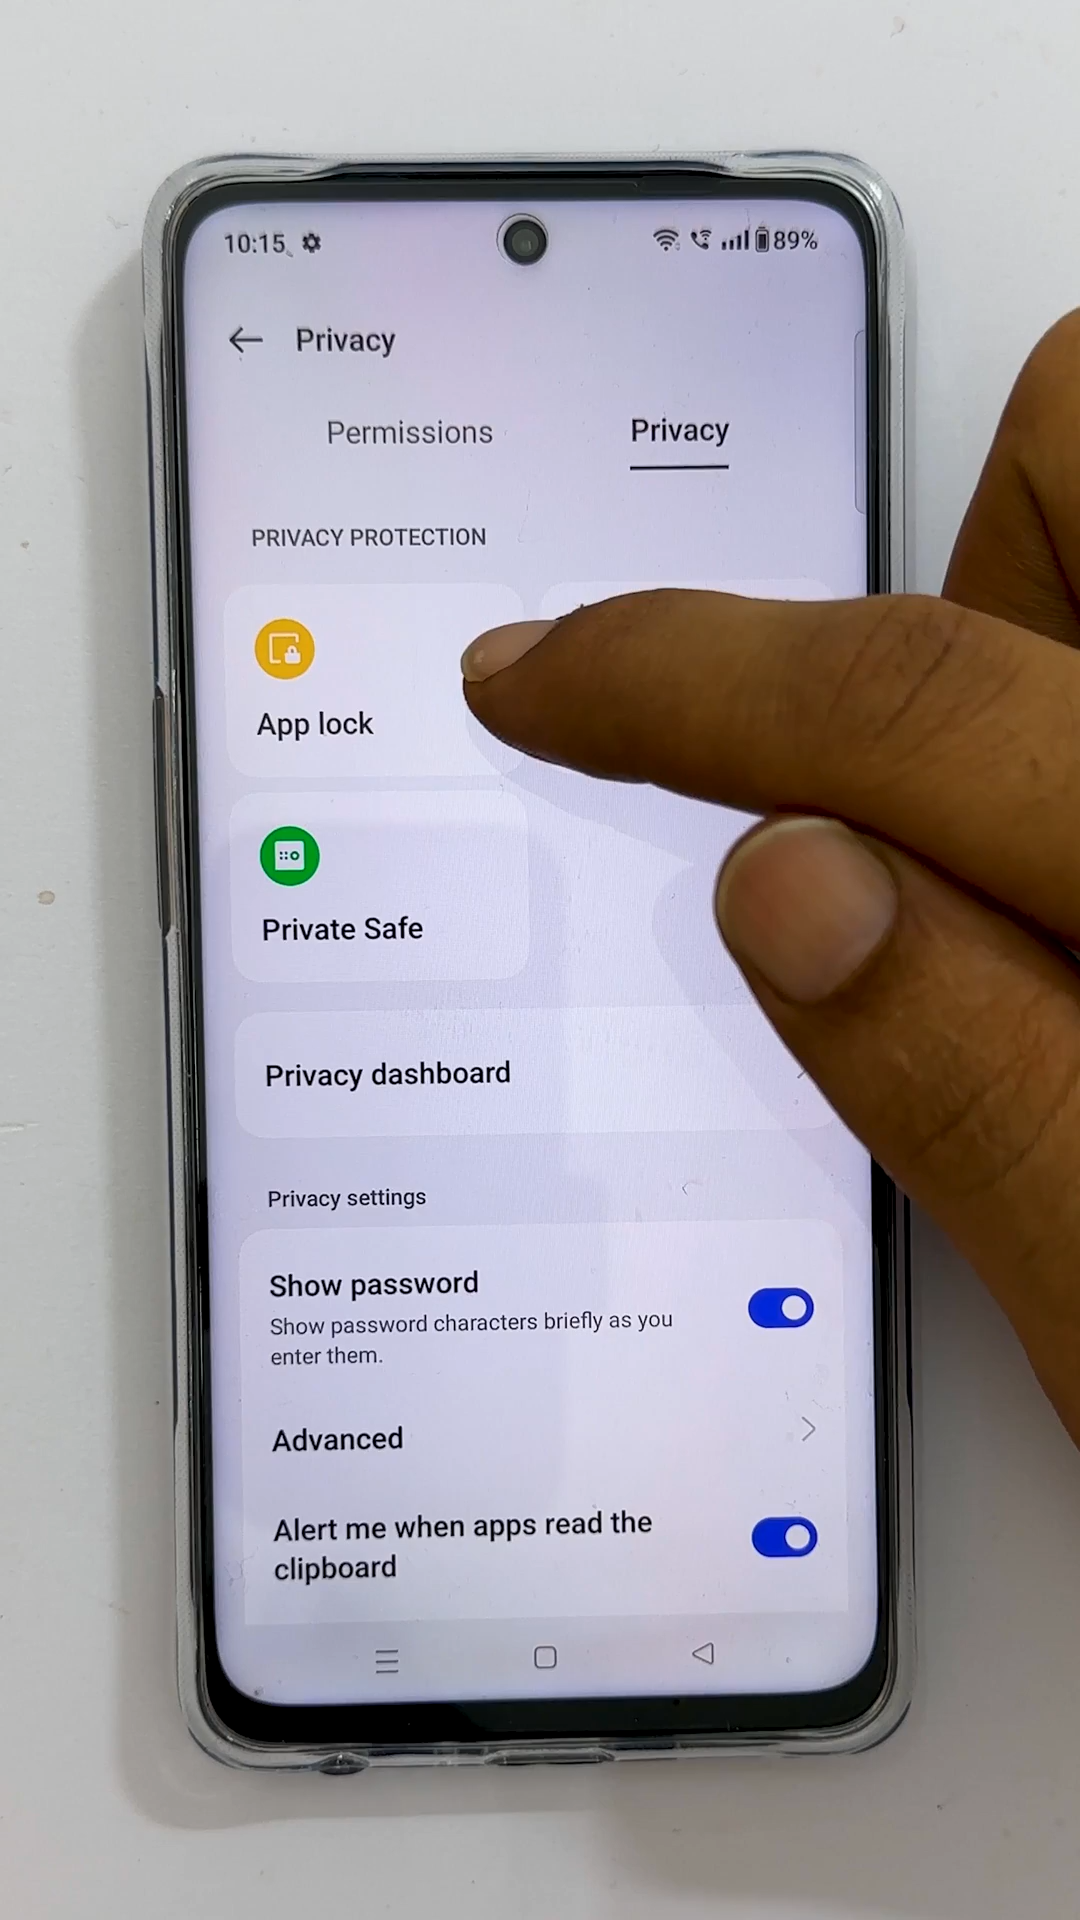 10:15 89%
Privacy
Permissions Privacy
PRIVACY PROTECTION
App lock
Private Safe
Privacy dashboard
Privacy settings
Show password
Show password characters briefly as you
enter them.
Advanced
Alert me when apps read the
clipboard